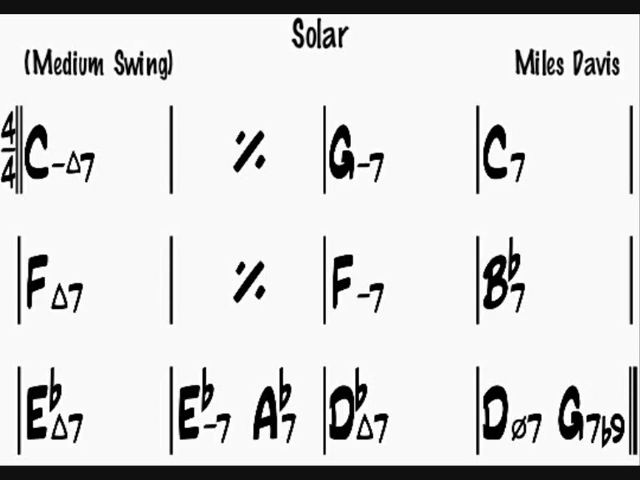 Solar
(Medium Swing) Miles Davis
4/4 C-Δ7 | 𝄎 | G-7 | C7
FΔ7 | 𝄎 | F-7 | B♭7
E♭Δ7 | E♭-7 A♭7 | D♭Δ7 | Dø7 G7♭9